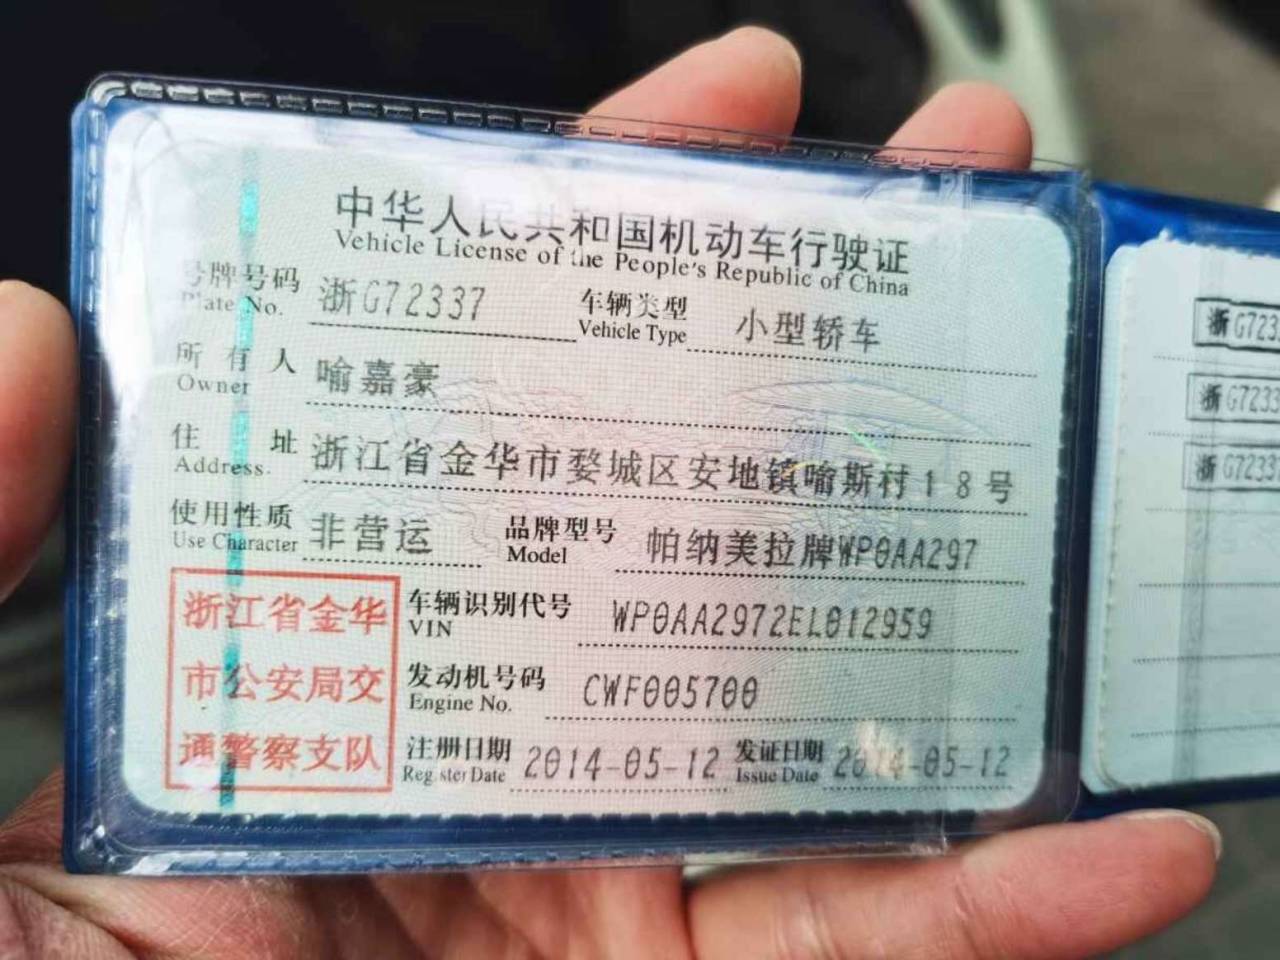 中华人民共和国机动车行驶证
Vehicle License of the People's Republic of China
号牌号码 浙G72337 车辆类型 小型轿车
Plate No. Vehicle Type
所有人 喻嘉豪
Owner
住址 浙江省金华市婺城区安地镇喻斯村18号
Address
使用性质 非营运 品牌型号 帕纳美拉牌WP0AA297
Use Character Model
浙江省金华
市公安局交
通警察支队
车辆识别代号 WP0AA2972EL012959
VIN
发动机号码 CWF005700
Engine No.
注册日期 2014-05-12 发证日期 2014-05-12
Register Date Issue Date
浙G723
浙G7233
浙G7233